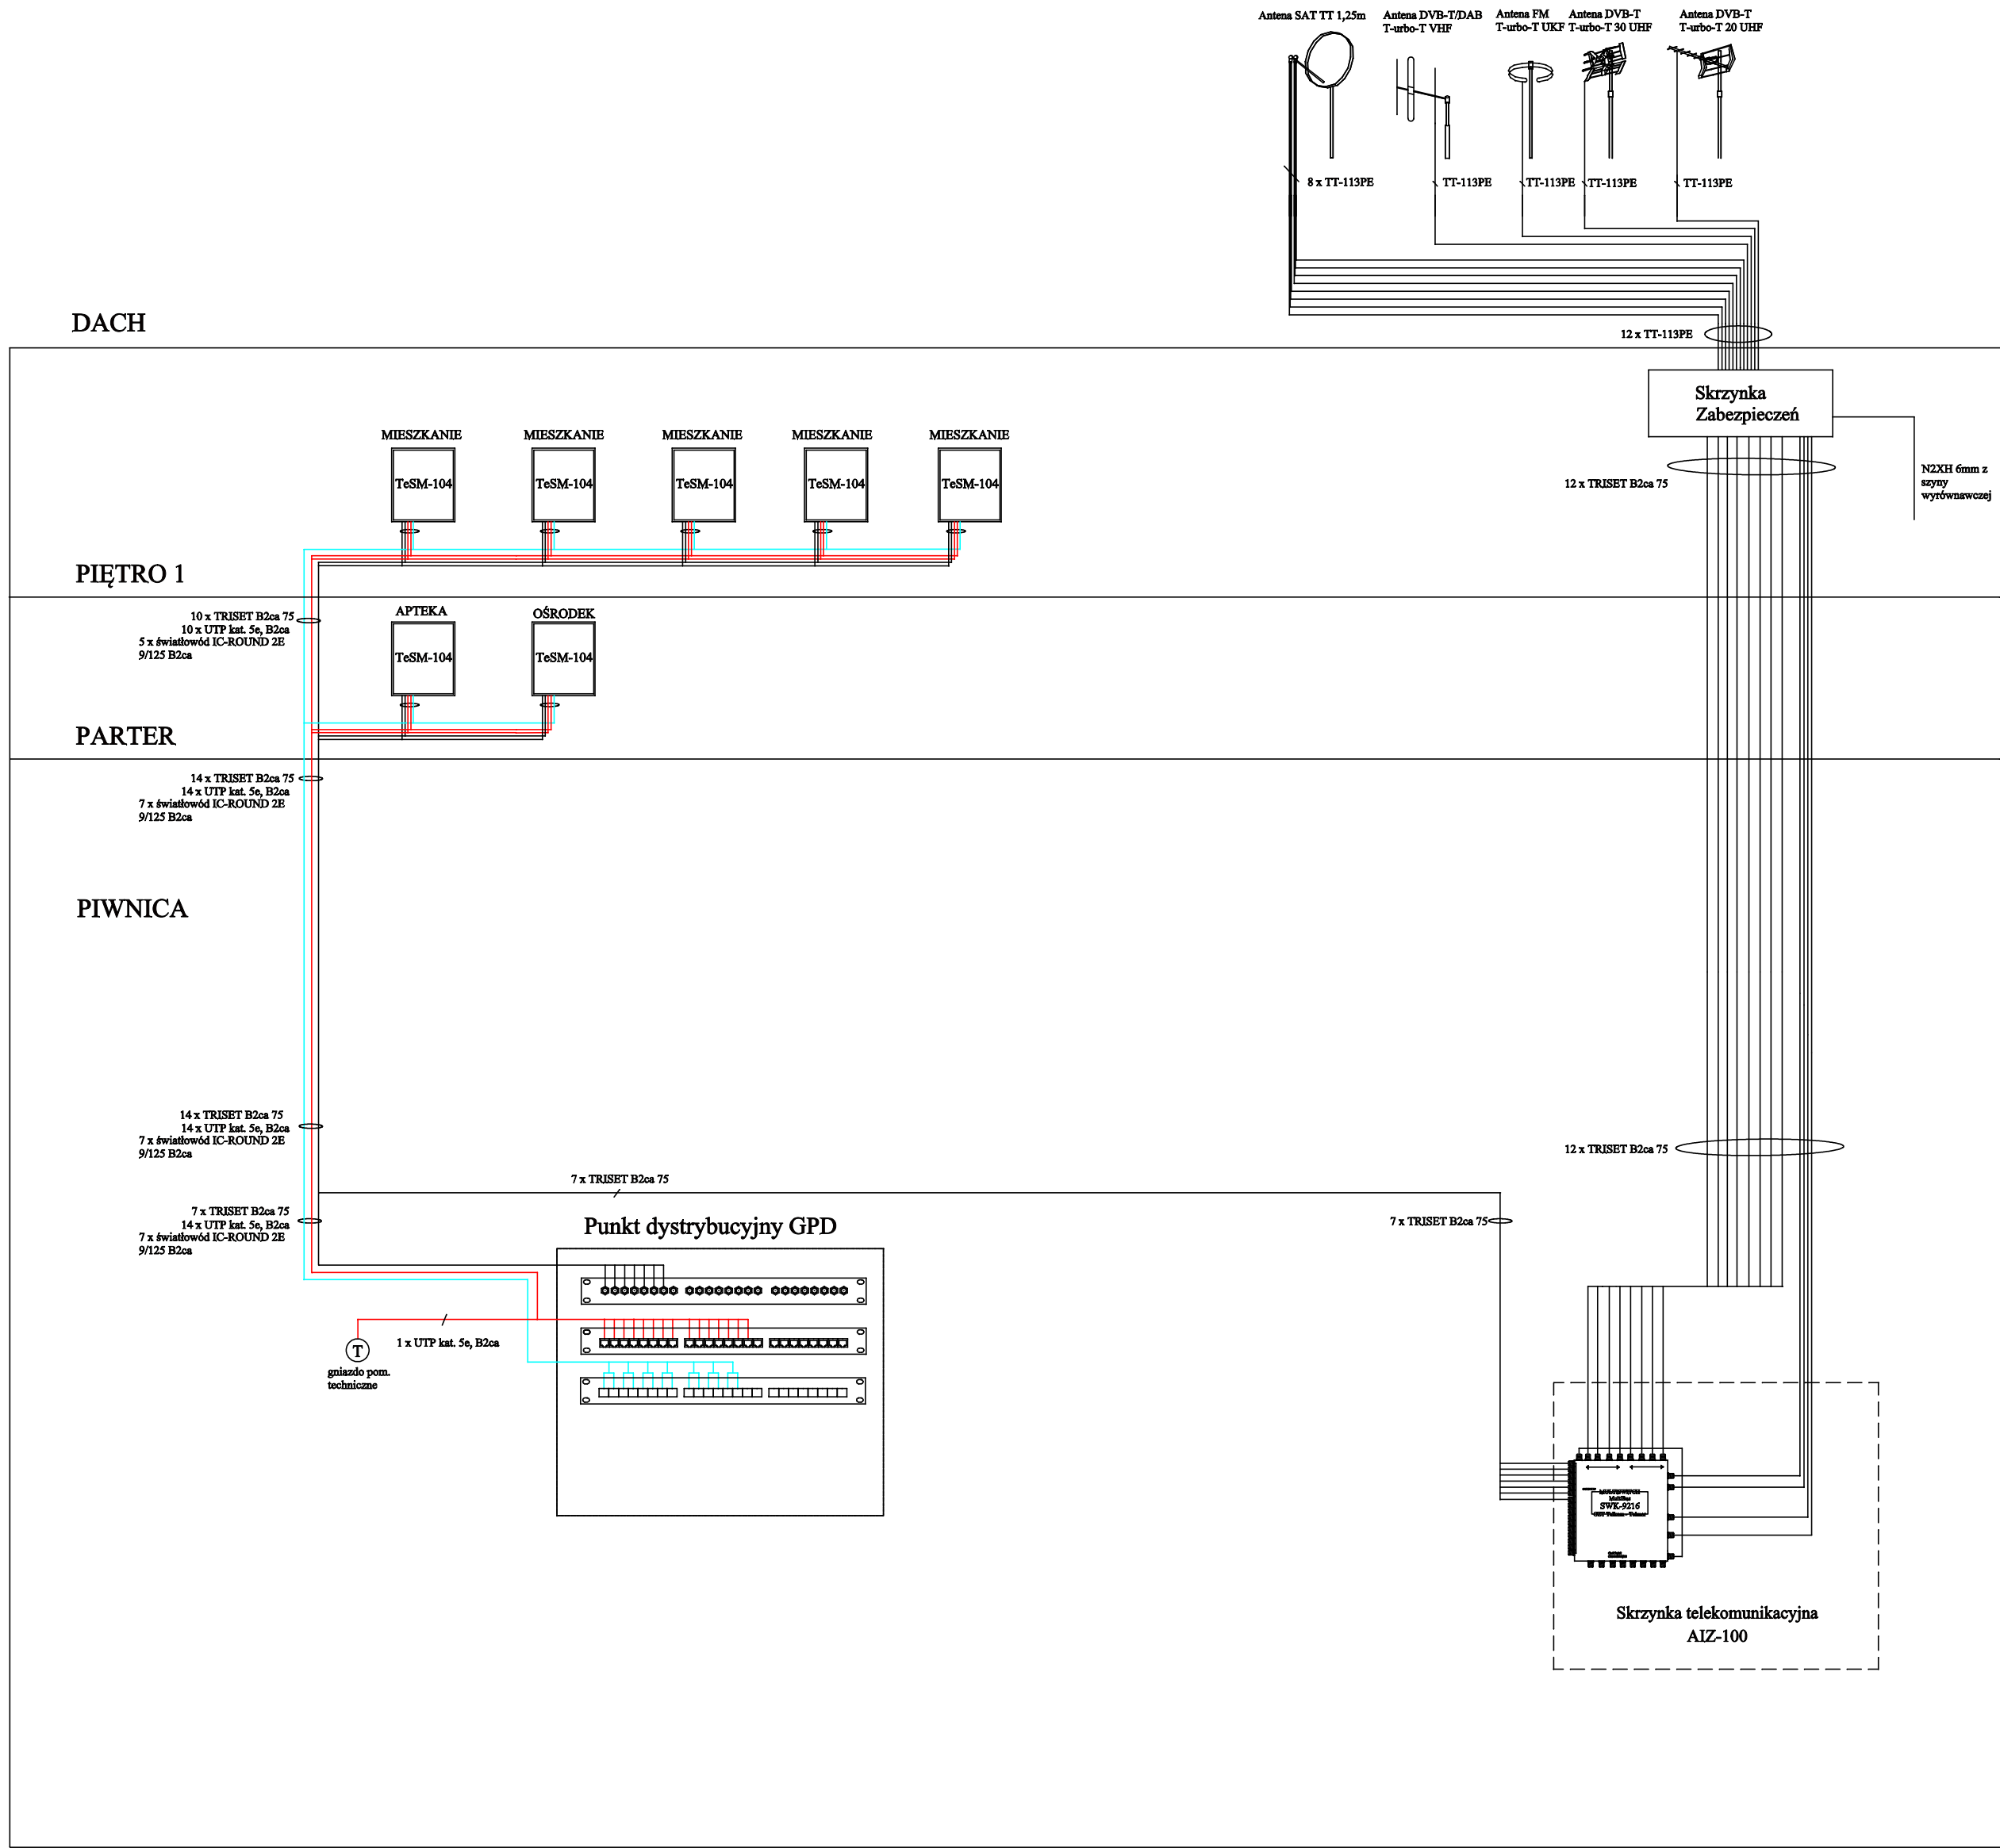 Antena SAT TT 1,25m
Antena DVB-T/DAB
T-urbo-T VHF
Antena FM
T-urbo-T UKF
Antena DVB-T
T-urbo-T 30 UHF
Antena DVB-T
T-urbo-T 20 UHF
8 x TT-113PE
TT-113PE
TT-113PE
TT-113PE
TT-113PE
DACH
12 x TT-113PE
Skrzynka
Zabezpieczeń
MIESZKANIE
MIESZKANIE
MIESZKANIE
MIESZKANIE
MIESZKANIE
TeSM-104
TeSM-104
TeSM-104
TeSM-104
TeSM-104
12 x TRISET B2ca 75
N2XH 6mm z
szyny
wyrównawczej
PIĘTRO 1
10 x TRISET B2ca 75
10 x UTP kat. 5e, B2ca
5 x światłowód IC-ROUND 2E
9/125 B2ca
APTEKA
OŚRODEK
TeSM-104
TeSM-104
PARTER
14 x TRISET B2ca 75
14 x UTP kat. 5e, B2ca
7 x światłowód IC-ROUND 2E
9/125 B2ca
PIWNICA
14 x TRISET B2ca 75
14 x UTP kat. 5e, B2ca
7 x światłowód IC-ROUND 2E
9/125 B2ca
12 x TRISET B2ca 75
7 x TRISET B2ca 75
7 x TRISET B2ca 75
14 x UTP kat. 5e, B2ca
7 x światłowód IC-ROUND 2E
9/125 B2ca
Punkt dystrybucyjny GPD
7 x TRISET B2ca 75
1 x UTP kat. 5e, B2ca
T
gniazdo pom.
techniczne
SWK-9216
Skrzynka telekomunikacyjna
AIZ-100